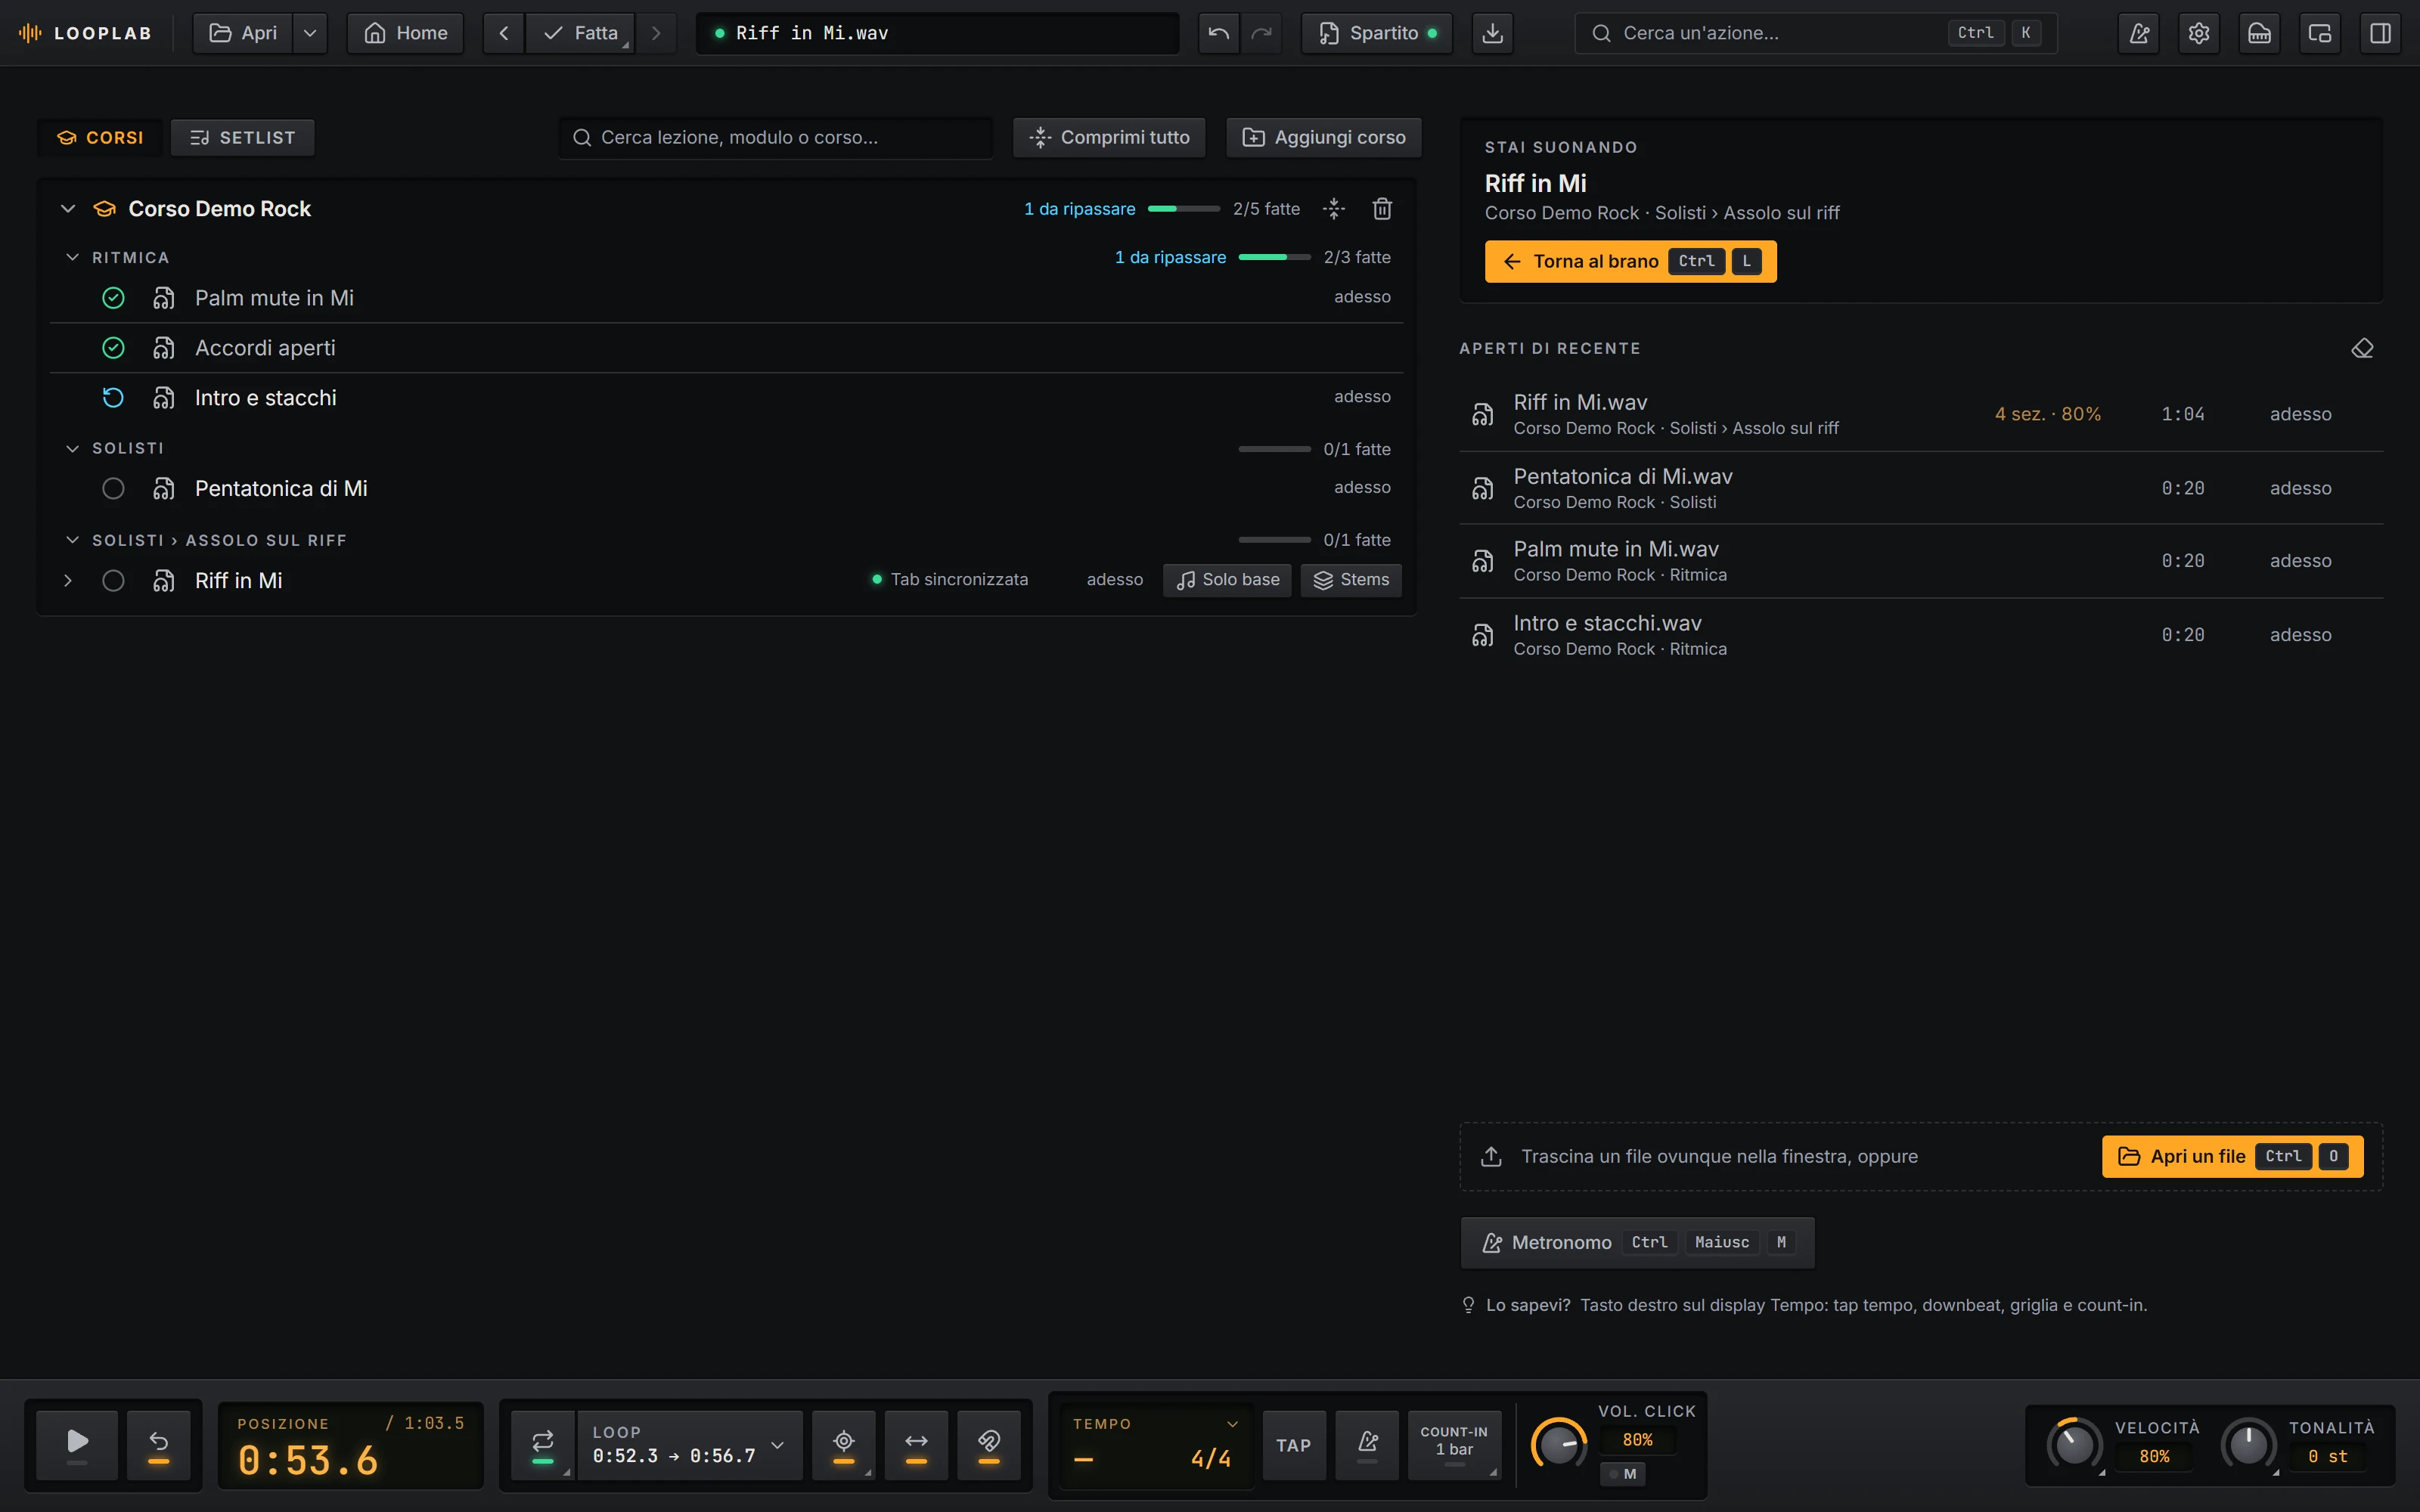 LOOPLAB
Apri
Home
Fatta
Riff in Mi.wav
Spartito
Cerca un'azione...
Ctrl K
CORSI
SETLIST
Cerca lezione, modulo o corso...
Comprimi tutto
Aggiungi corso
Corso Demo Rock
1 da ripassare
2/5 fatte
RITMICA
1 da ripassare
2/3 fatte
Palm mute in Mi
adesso
Accordi aperti
Intro e stacchi
adesso
SOLISTI
0/1 fatte
Pentatonica di Mi
adesso
SOLISTI › ASSOLO SUL RIFF
0/1 fatte
Riff in Mi
Tab sincronizzata
adesso
Solo base
Stems
STAI SUONANDO
Riff in Mi
Corso Demo Rock · Solisti › Assolo sul riff
Torna al brano Ctrl L
APERTI DI RECENTE
Riff in Mi.wav
Corso Demo Rock · Solisti › Assolo sul riff
4 sez. · 80%
1:04
adesso
Pentatonica di Mi.wav
Corso Demo Rock · Solisti
0:20
adesso
Palm mute in Mi.wav
Corso Demo Rock · Ritmica
0:20
adesso
Intro e stacchi.wav
Corso Demo Rock · Ritmica
0:20
adesso
Trascina un file ovunque nella finestra, oppure
Apri un file Ctrl O
Metronomo Ctrl Maiusc M
Lo sapevi? Tasto destro sul display Tempo: tap tempo, downbeat, griglia e count-in.
POSIZIONE / 1:03.5
0:53.6
LOOP
0:52.3 → 0:56.7
TEMPO
– 4/4
TAP
COUNT-IN
1 bar
VOL. CLICK
80%
M
VELOCITÀ
80%
TONALITÀ
0 st